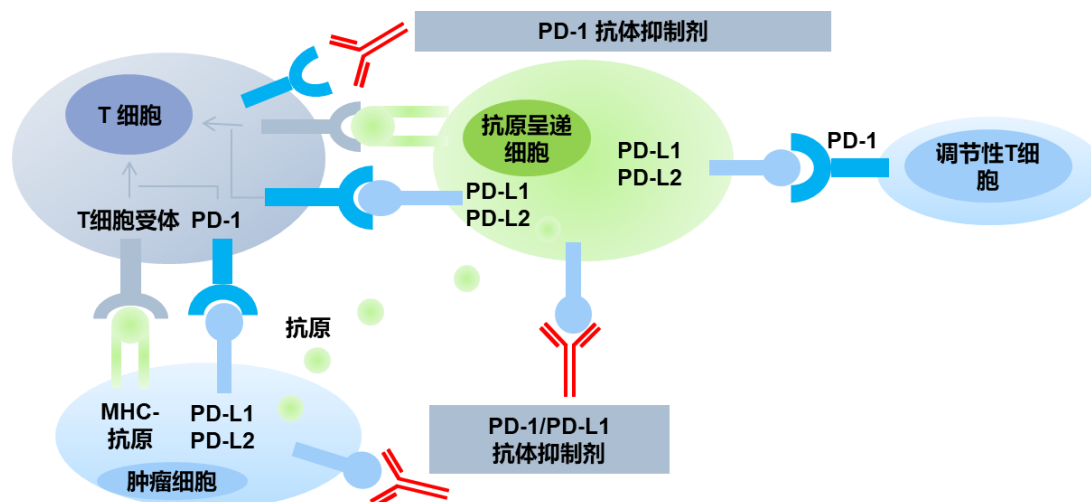 PD-1 抗体抑制剂
T 细胞
抗原呈递
细胞
PD-L1
PD-L2
PD-1
调节性T细
胞
PD-L1
PD-L2
T细胞受体 PD-1
抗原
MHC-
抗原
PD-L1
PD-L2
肿瘤细胞
PD-1/PD-L1
抗体抑制剂